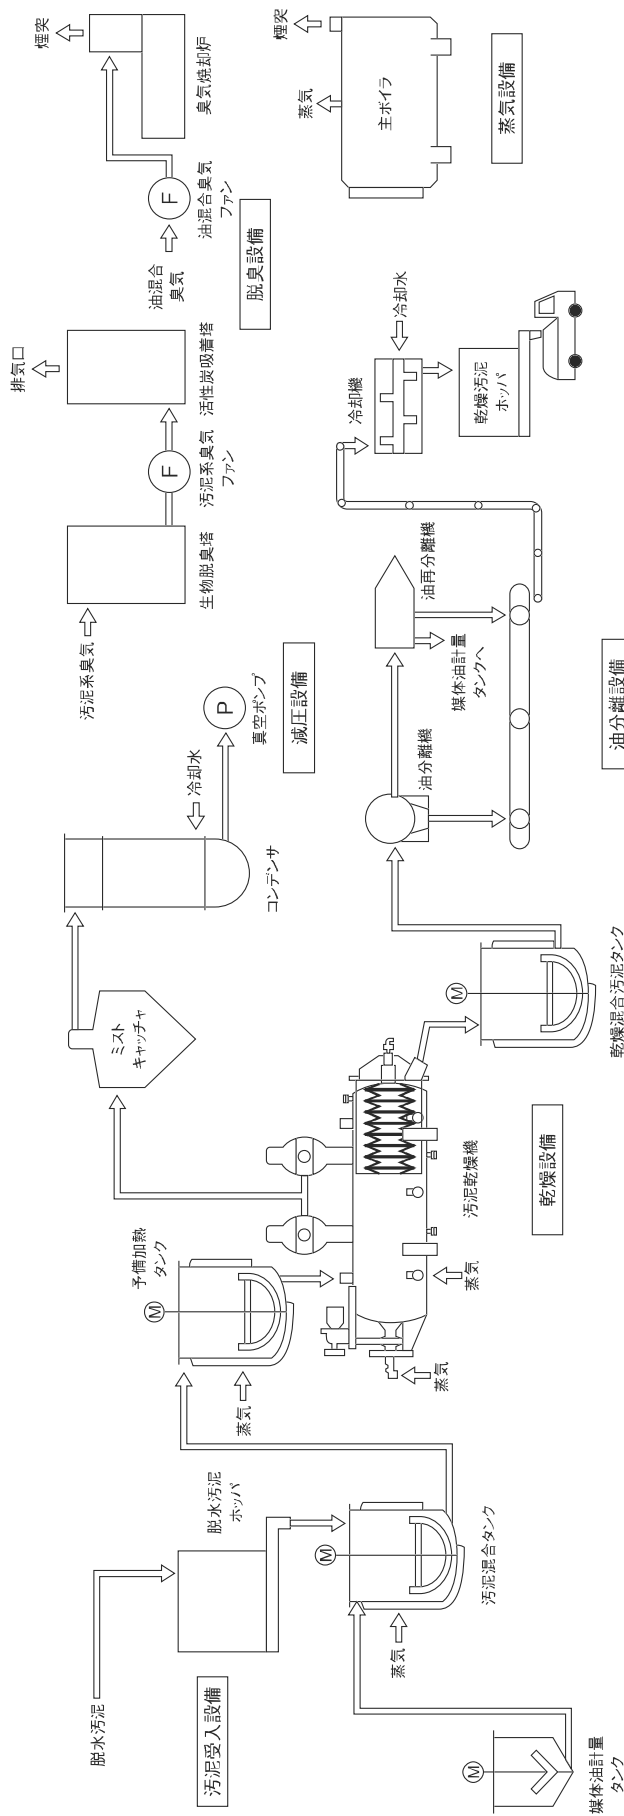 脱水汚泥
汚泥受入設備
脱水汚泥
ホッパ
M
媒体油計量
タンク
蒸気
M
汚泥混合タンク
蒸気
M
予備加熱
タンク
蒸気
蒸気
汚泥乾燥機
乾燥設備
ミスト
キャッチャ
コンデンサ
冷却水
P
真空ポンプ
減圧設備
M
乾燥混合汚泥タンク
油分離機
油再分離機
媒体油計量
タンクへ
油分離設備
冷却機
冷却水
乾燥汚泥
ホッパ
汚泥系臭気
生物脱臭塔
F
汚泥系臭気
ファン
活性炭吸着塔
排気口
油混合
臭気
F
油混合臭気
ファン
脱臭設備
臭気焼却炉
煙突
主ボイラ
蒸気
煙突
蒸気設備